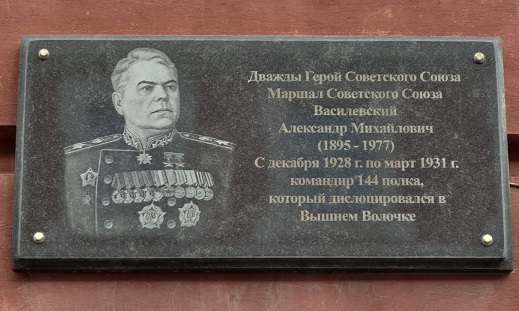 Дважды Герой Советского Союза
Маршал Советского Союза
Василевский
Александр Михайлович
(1895 - 1977)
С декабря 1928 г. по март 1931 г.
командир 144 полка,
который дислоцировался в
Вышнем Волочке